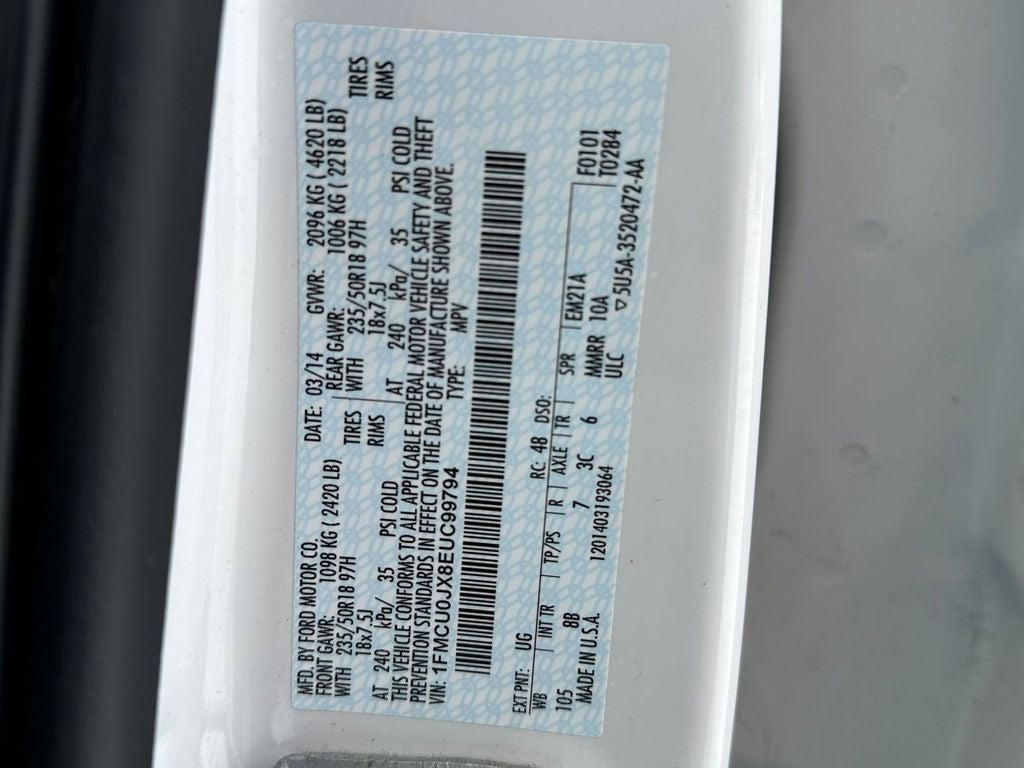 MFD. BY FORD MOTOR CO. DATE: 03/14 GVWR: 2096 KG ( 4620 LB)
FRONT GAWR: 1098 KG ( 2420 LB) REAR GAWR: 1006 KG ( 2218 LB)
WITH 235/50R18 97H TIRES WITH 235/50R18 97H TIRES
18x7.5J RIMS 18x7.5J RIMS
AT 240 kPa/ 35 PSI COLD AT 240 kPa/ 35 PSI COLD
THIS VEHICLE CONFORMS TO ALL APPLICABLE FEDERAL MOTOR VEHICLE SAFETY AND THEFT
PREVENTION STANDARDS IN EFFECT ON THE DATE OF MANUFACTURE SHOWN ABOVE.
VIN: 1FMCU0JX8EUC99794 TYPE: MPV
EXT PNT: UG RC: 48 DSO:
WB | INT TR | TP/PS | R | AXLE | TR | SPR | EM21A F0101
105 8B 7 3C 6 MMRR 10A T0284
MADE IN U.S.A. 1201403193064 ULC
▽5U5A-3520472-AA